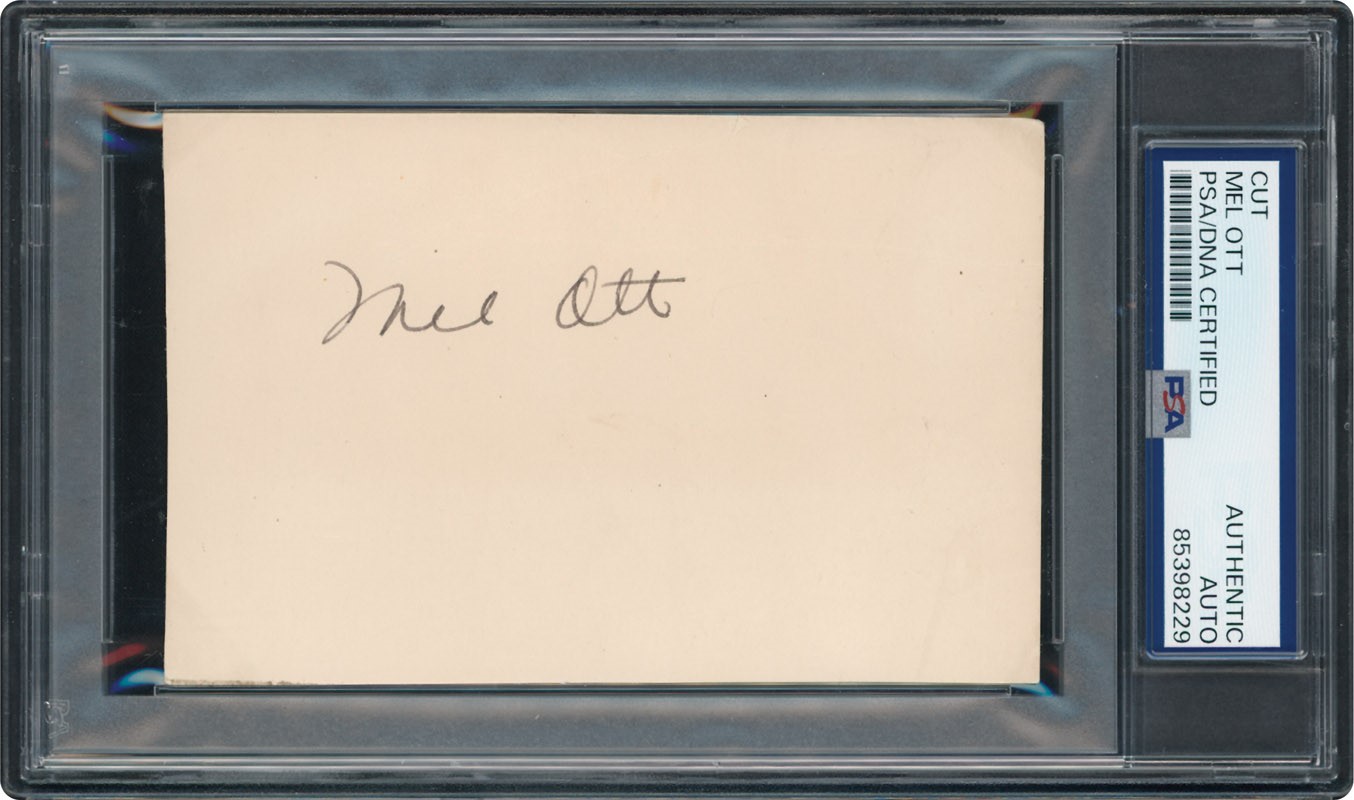 Mel Ott
CUT
MEL OTT
PSA/DNA CERTIFIED
AUTHENTIC
AUTO
85398229
PSA